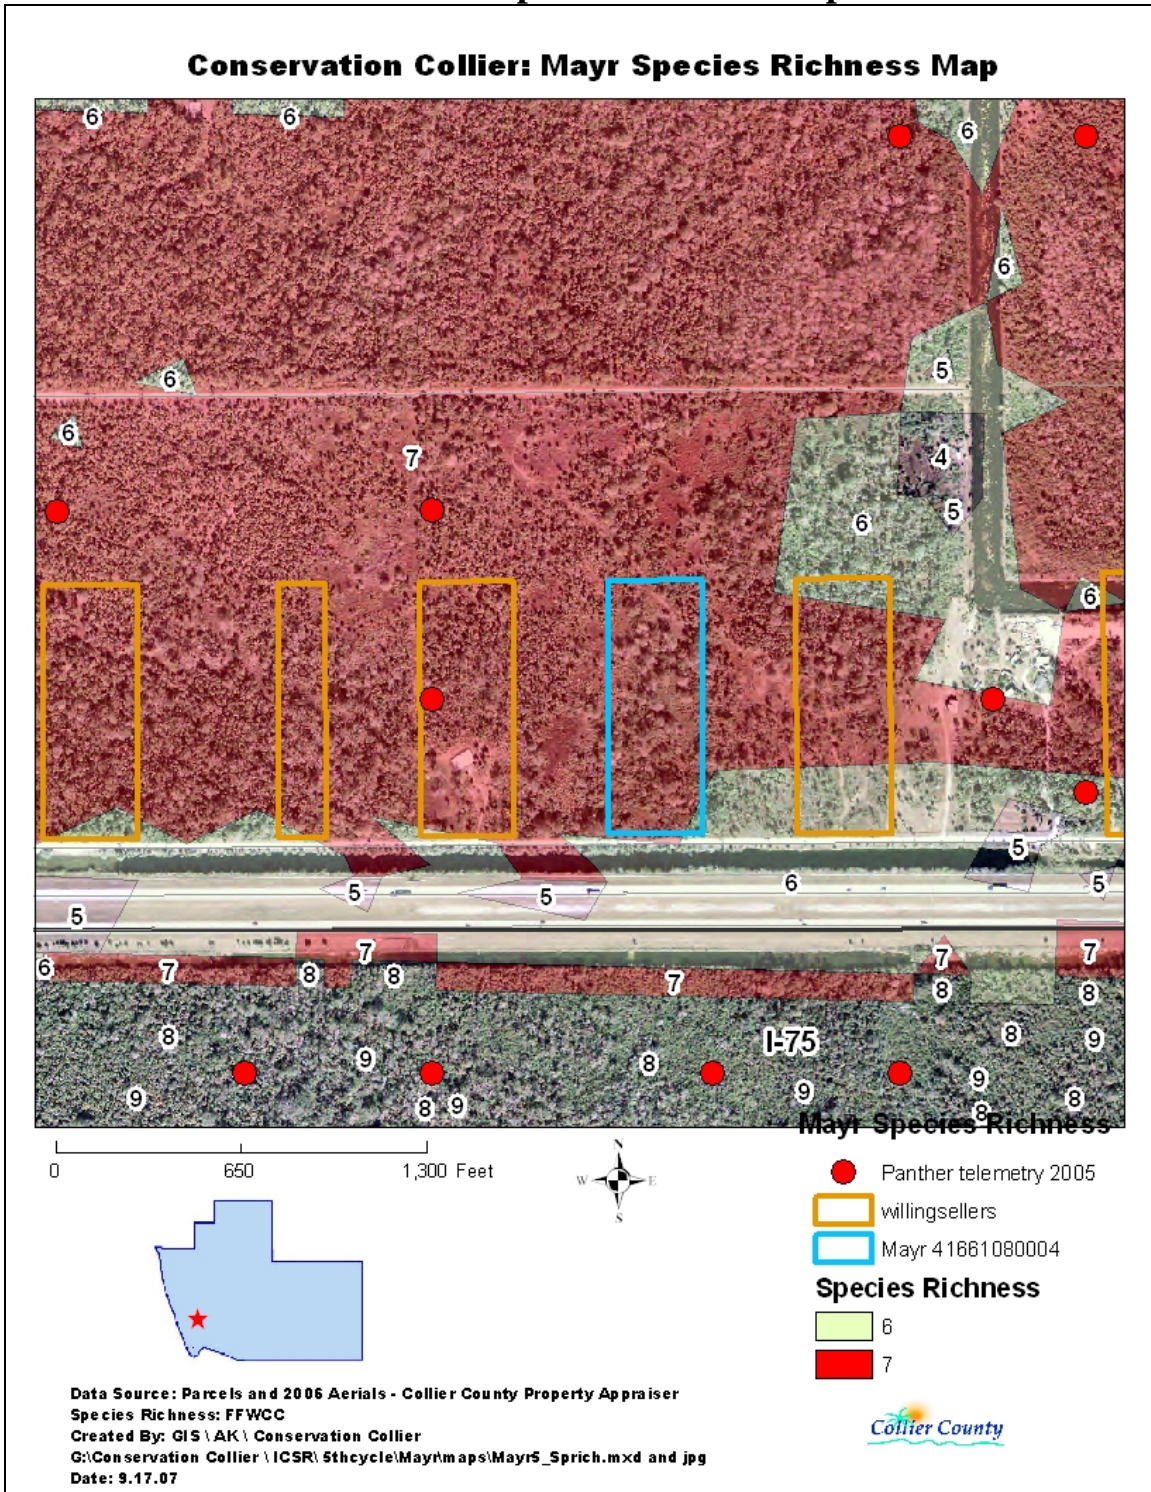 Conservation Collier: Mayr Species Richness Map
6
6
6
6
5
6
6
7
4
5
6
6
5
5
5
6
5
5
7
7
7
6
7
8
8
7
8
8
8
9
8
I-75
8
9
9
8
9
9
9
8
8
Mayr Species Richness
0
650
1,300 Feet
N
W
E
S
Panther telemetry 2005
willingsellers
Mayr 41661080004
Species Richness
6
7
Data Source: Parcels and 2006 Aerials - Collier County Property Appraiser
Species Richness: FFWCC
Created By: GIS \ AK \ Conservation Collier
G:\Conservation Collier \ ICSR\ 5thcycle\Mayr\maps\Mayr5_Sprich.mxd and jpg
Date: 9.17.07
Collier County